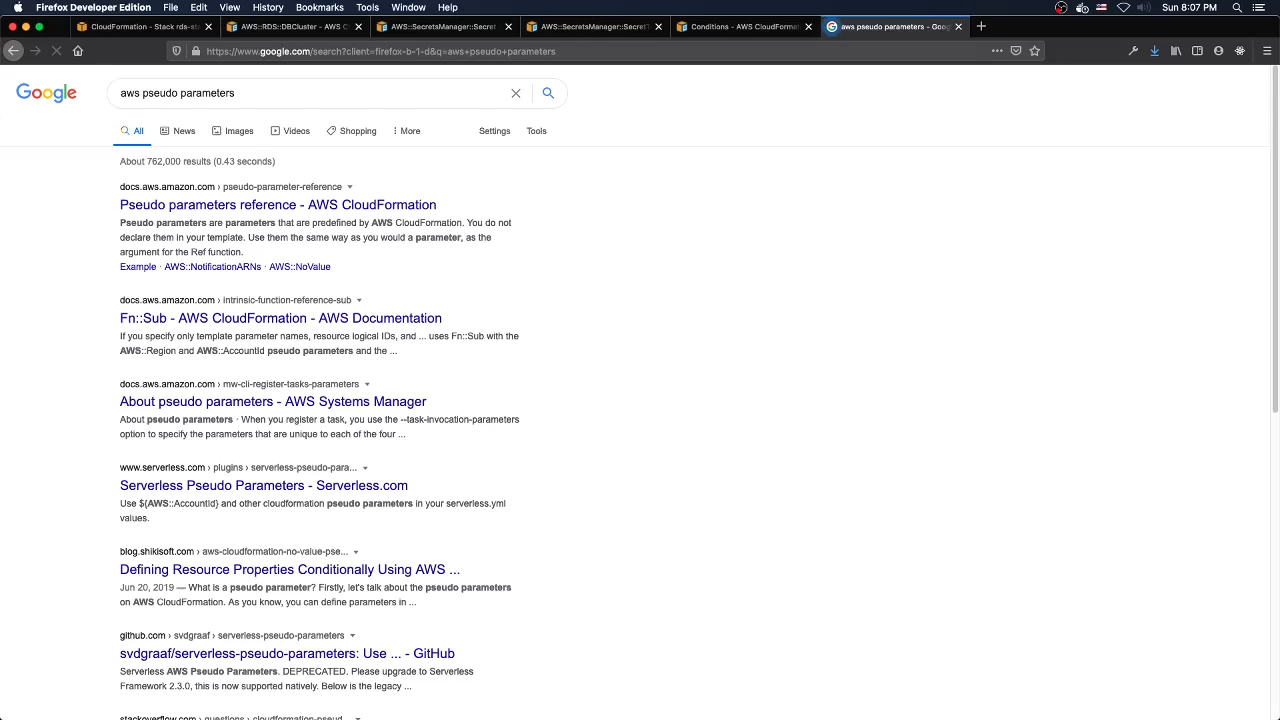 Firefox Developer Edition File Edit View History Bookmarks Tools Window Help Sun 8:07 PM
CloudFormation - Stack rds-sta AWS::RDS::DBCluster - AWS C AWS::SecretsManager::Secret AWS::SecretsManager::SecretT Conditions - AWS CloudFormat aws pseudo parameters - Goog
https://www.google.com/search?client=firefox-b-1-d&q=aws+pseudo+parameters
Google aws pseudo parameters
All News Images Videos Shopping More Settings Tools
About 762,000 results (0.43 seconds)
docs.aws.amazon.com › pseudo-parameter-reference
Pseudo parameters reference - AWS CloudFormation
Pseudo parameters are parameters that are predefined by AWS CloudFormation. You do not
declare them in your template. Use them the same way as you would a parameter, as the
argument for the Ref function.
Example · AWS::NotificationARNs · AWS::NoValue
docs.aws.amazon.com › intrinsic-function-reference-sub
Fn::Sub - AWS CloudFormation - AWS Documentation
If you specify only template parameter names, resource logical IDs, and ... uses Fn::Sub with the
AWS::Region and AWS::AccountId pseudo parameters and the ...
docs.aws.amazon.com › mw-cli-register-tasks-parameters
About pseudo parameters - AWS Systems Manager
About pseudo parameters · When you register a task, you use the --task-invocation-parameters
option to specify the parameters that are unique to each of the four ...
www.serverless.com › plugins › serverless-pseudo-para...
Serverless Pseudo Parameters - Serverless.com
Use ${AWS::AccountId} and other cloudformation pseudo parameters in your serverless.yml
values.
blog.shikisoft.com › aws-cloudformation-no-value-pse...
Defining Resource Properties Conditionally Using AWS ...
Jun 20, 2019 — What is a pseudo parameter? Firstly, let's talk about the pseudo parameters
on AWS CloudFormation. As you know, you can define parameters in ...
github.com › svdgraaf › serverless-pseudo-parameters
svdgraaf/serverless-pseudo-parameters: Use ... - GitHub
Serverless AWS Pseudo Parameters. DEPRECATED. Please upgrade to Serverless
Framework 2.3.0, this is now supported natively. Below is the legacy ...
stackoverflow.com › questions › cloudformation-pseud...